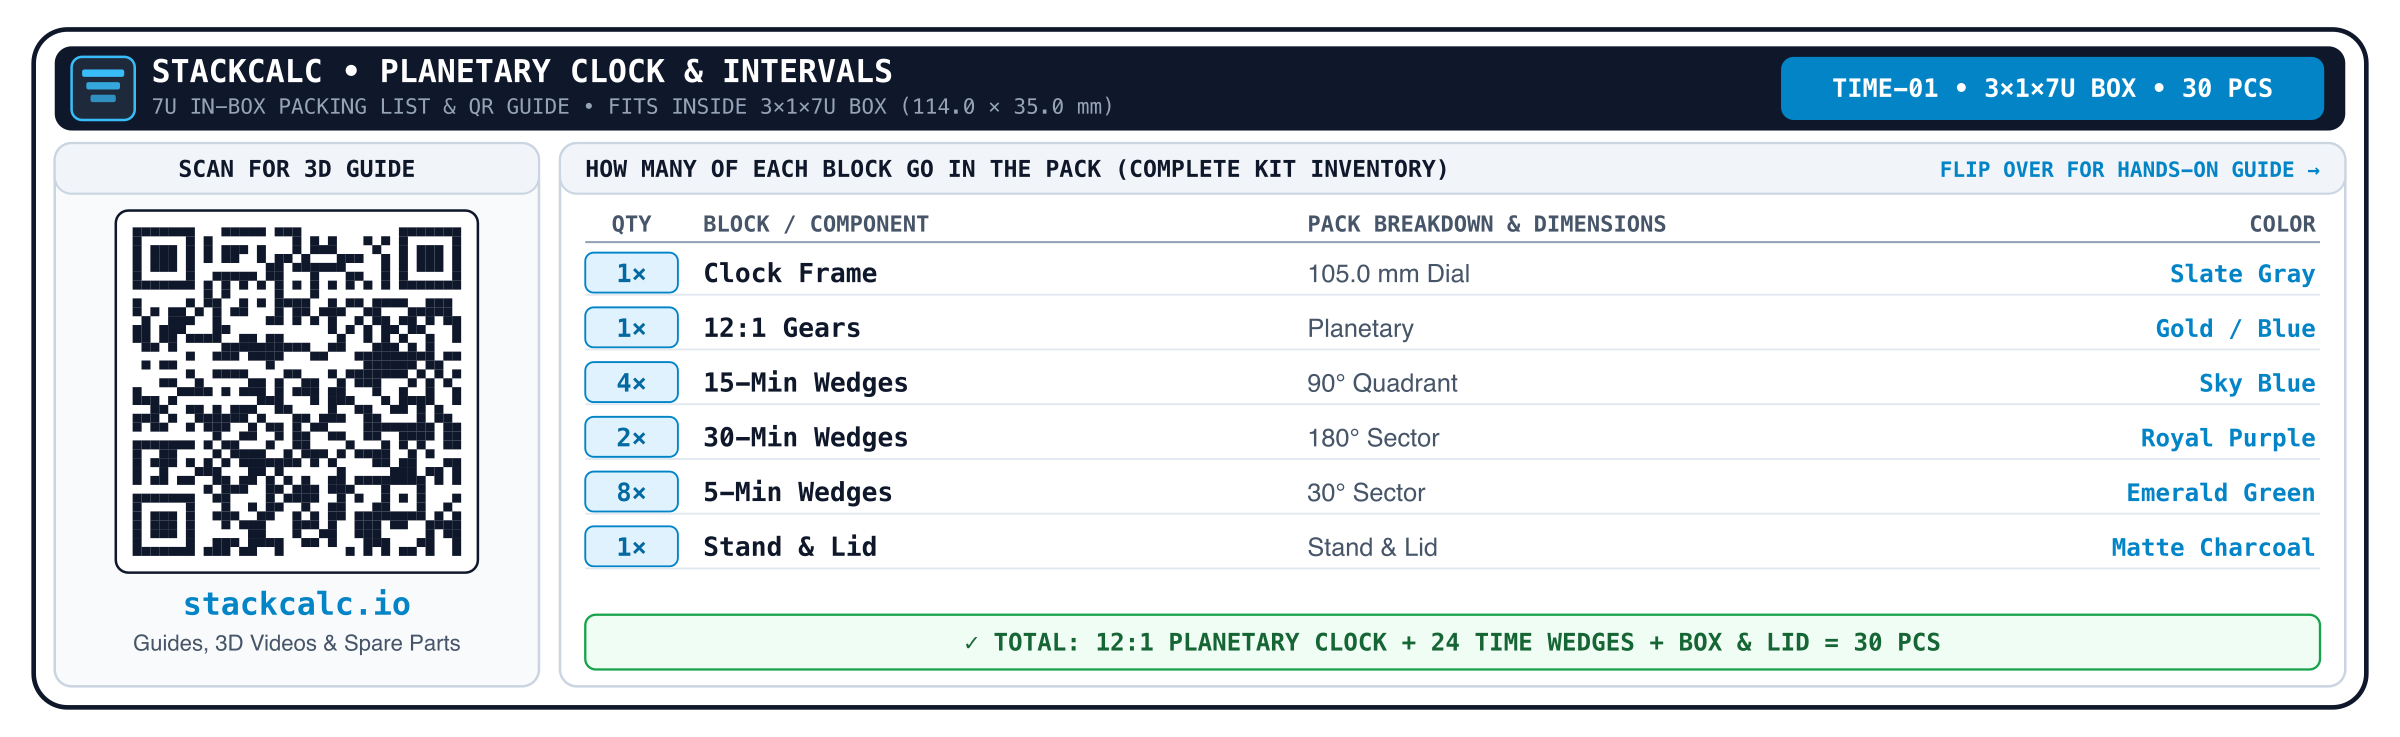 STACKCALC • PLANETARY CLOCK & INTERVALS
7U IN-BOX PACKING LIST & QR GUIDE • FITS INSIDE 3×1×7U BOX (114.0 × 35.0 mm)
TIME-01 • 3×1×7U BOX • 30 PCS
SCAN FOR 3D GUIDE
stackcalc.io
Guides, 3D Videos & Spare Parts
HOW MANY OF EACH BLOCK GO IN THE PACK (COMPLETE KIT INVENTORY)
FLIP OVER FOR HANDS-ON GUIDE →
QTY BLOCK / COMPONENT PACK BREAKDOWN & DIMENSIONS COLOR
1× Clock Frame 105.0 mm Dial Slate Gray
1× 12:1 Gears Planetary Gold / Blue
4× 15-Min Wedges 90° Quadrant Sky Blue
2× 30-Min Wedges 180° Sector Royal Purple
8× 5-Min Wedges 30° Sector Emerald Green
1× Stand & Lid Stand & Lid Matte Charcoal
✓ TOTAL: 12:1 PLANETARY CLOCK + 24 TIME WEDGES + BOX & LID = 30 PCS